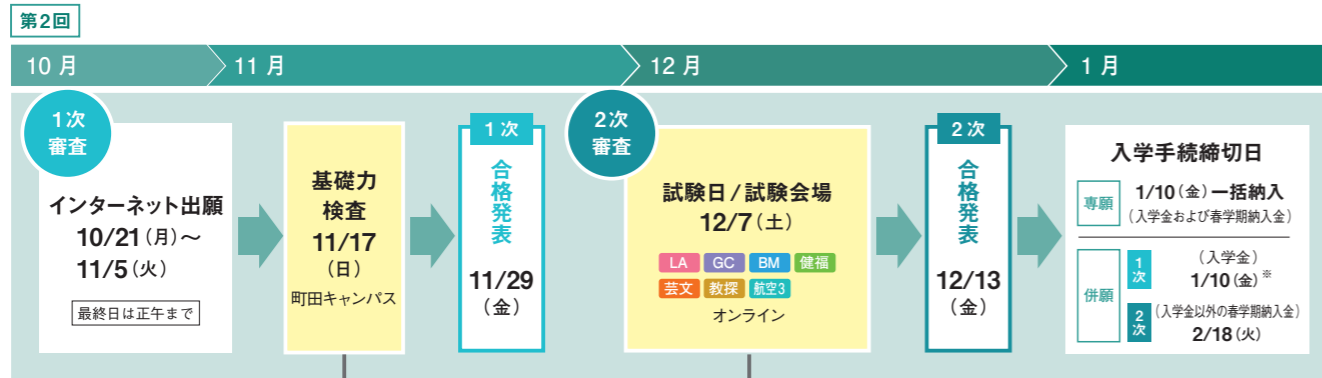 第2回
10月
11月
12月
1月
1次
審査
インターネット出願
10/21(月)〜
11/5(火)
最終日は正午まで
基礎力
検査
11/17
(日)
町田キャンパス
1次
合格発表
11/29
(金)
2次
審査
試験日/試験会場
12/7(土)
LA GC BM 健福
芸文 教探 航空3
オンライン
2次
合格発表
12/13
(金)
入学手続締切日
専願
1/10(金)一括納入
(入学金および春学期納入金)
併願
1次
(入学金)
1/10(金)※
2次
(入学金以外の春学期納入金)
2/18(火)